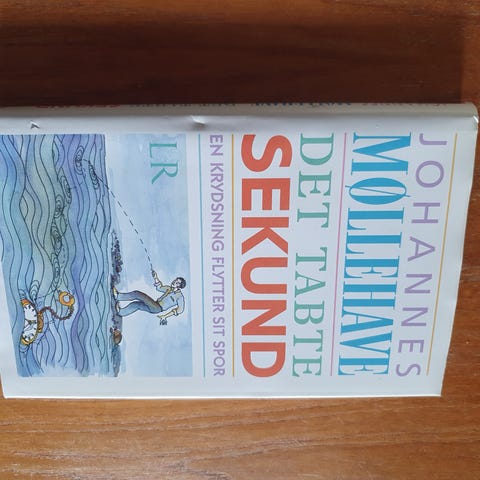 JOHANNES
MØLLEHAVE
DET TABTE
SEKUND
EN KRYDSNING FLYTTER SIT SPOR
LR